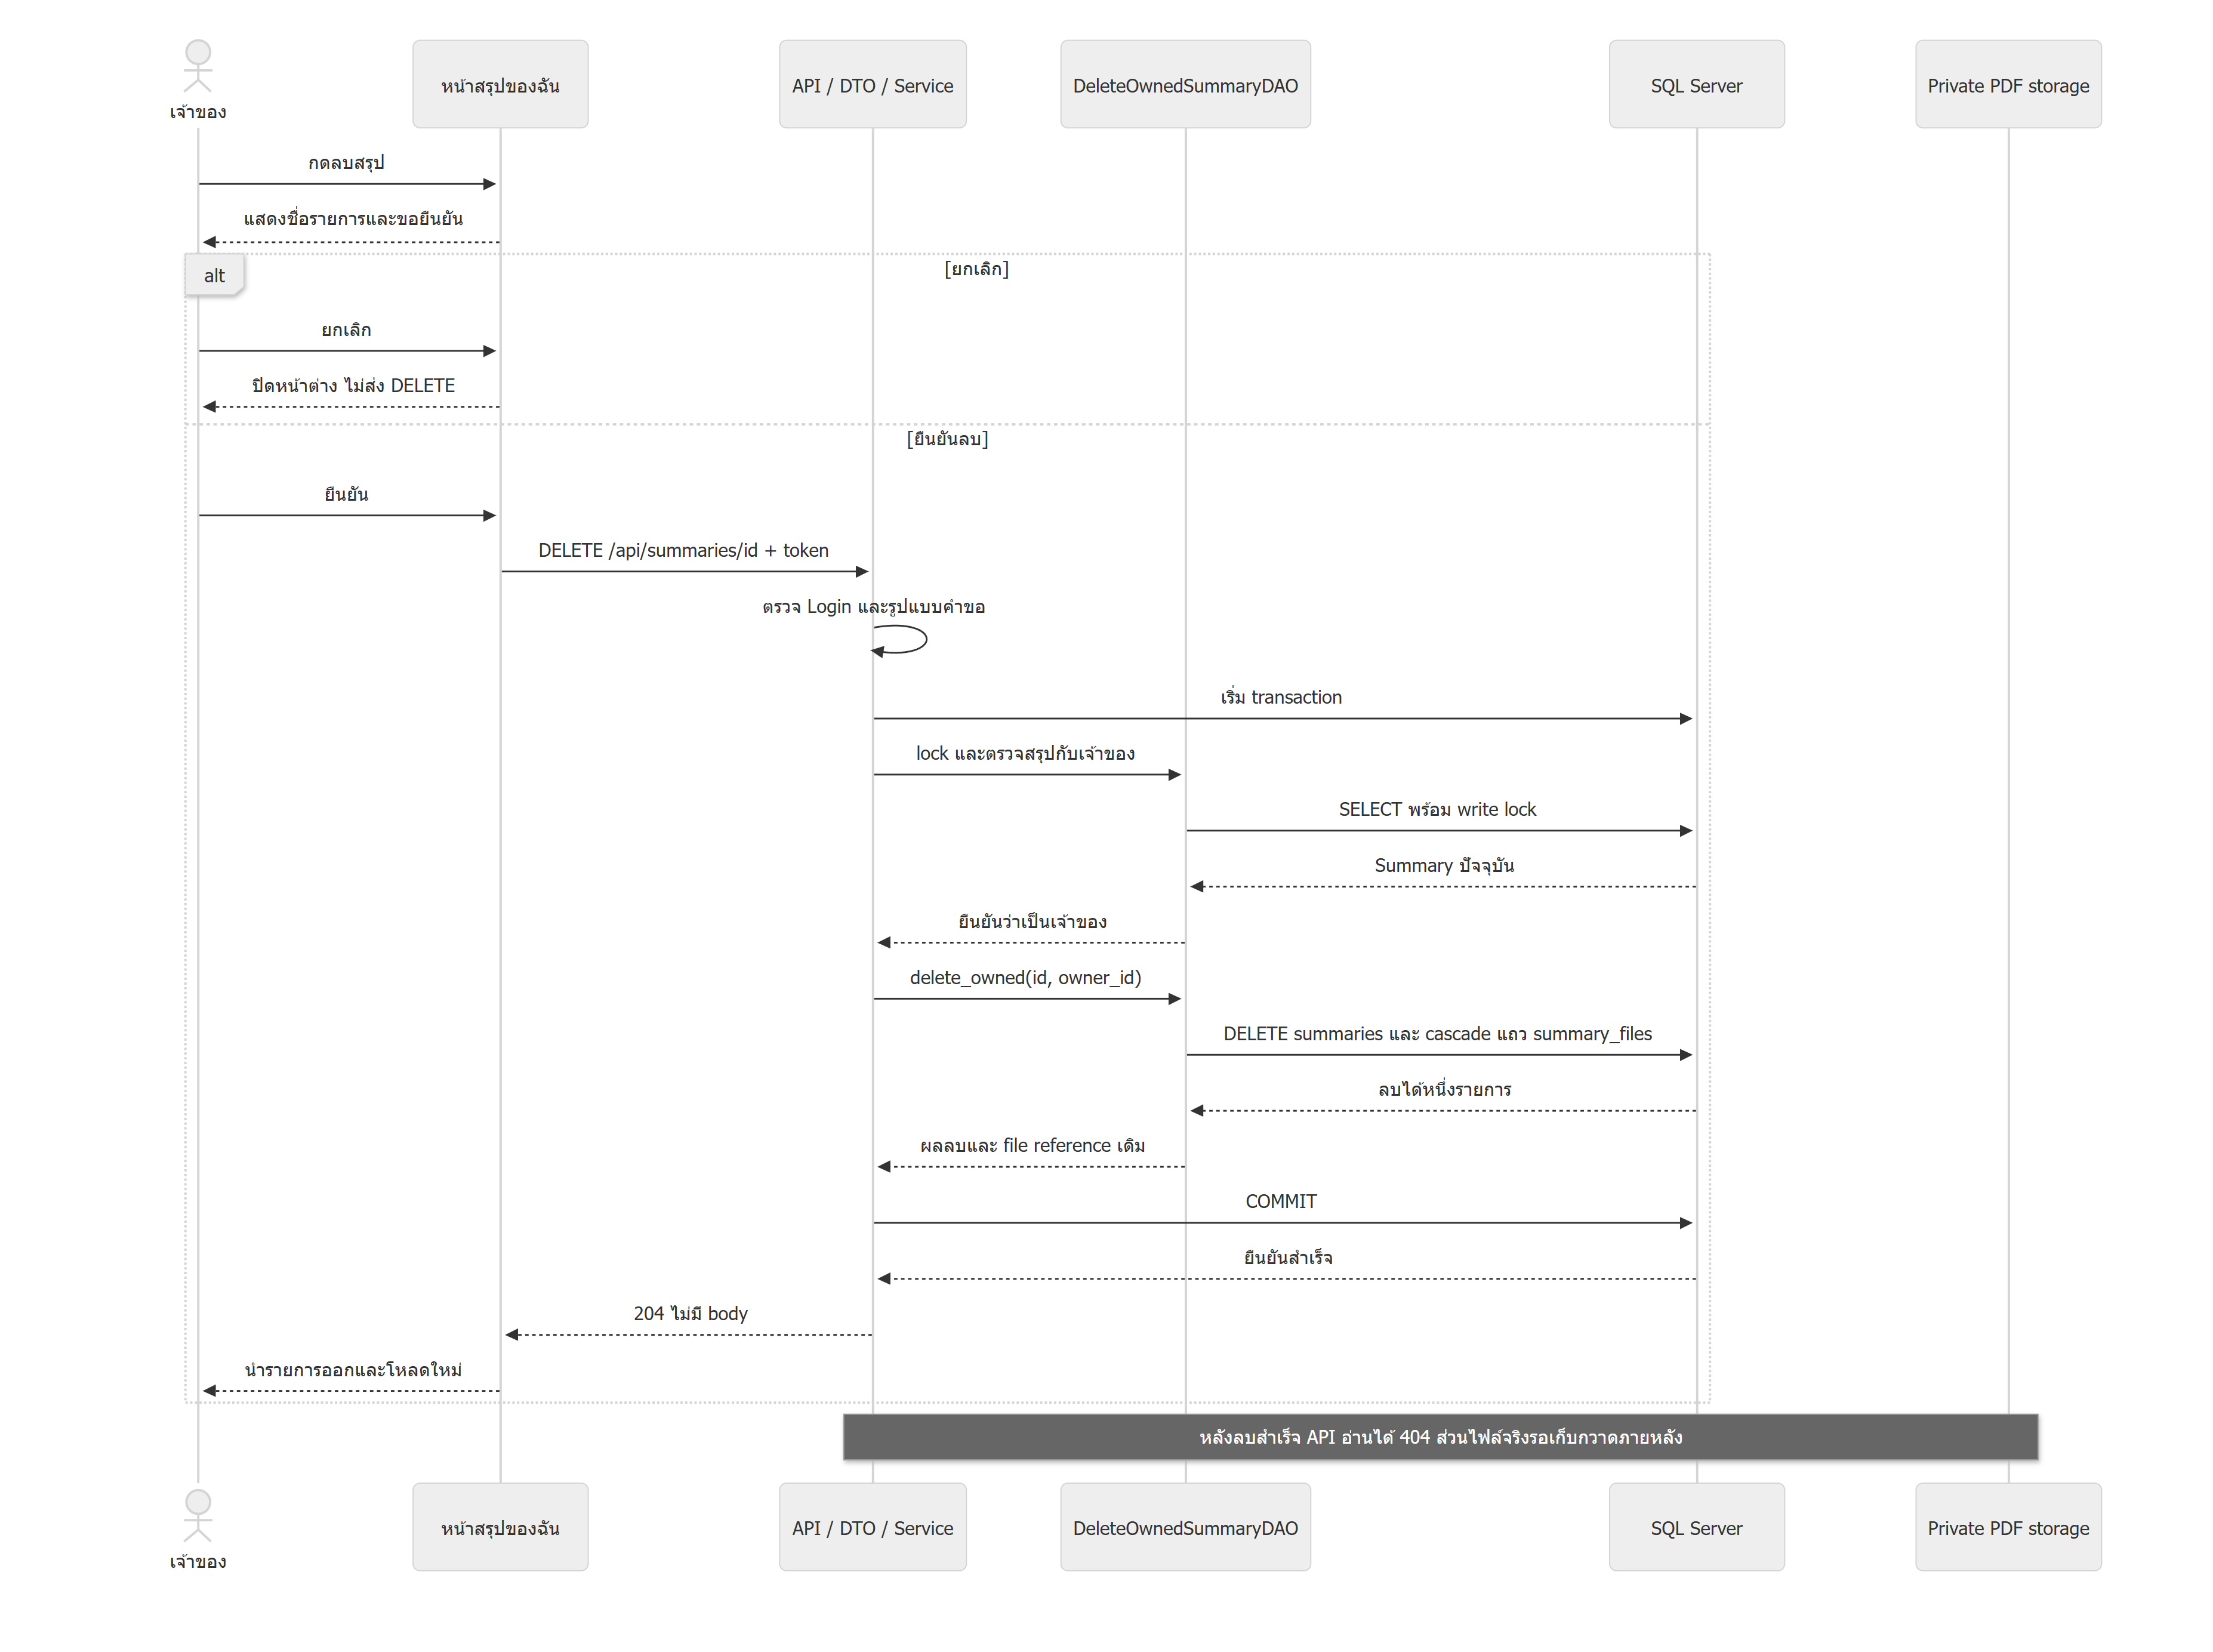 เจ้าของ
หน้าสรุปของฉัน
API / DTO / Service
DeleteOwnedSummaryDAO
SQL Server
Private PDF storage
กดลบสรุป
แสดงชื่อรายการและขอยืนยัน
alt
[ยกเลิก]
ยกเลิก
ปิดหน้าต่าง ไม่ส่ง DELETE
[ยืนยันลบ]
ยืนยัน
DELETE /api/summaries/id + token
ตรวจ Login และรูปแบบคำขอ
เริ่ม transaction
lock และตรวจสรุปกับเจ้าของ
SELECT พร้อม write lock
Summary ปัจจุบัน
ยืนยันว่าเป็นเจ้าของ
delete_owned(id, owner_id)
DELETE summaries และ cascade แถว summary_files
ลบได้หนึ่งรายการ
ผลลบและ file reference เดิม
COMMIT
ยืนยันสำเร็จ
204 ไม่มี body
นำรายการออกและโหลดใหม่
หลังลบสำเร็จ API อ่านได้ 404 ส่วนไฟล์จริงรอเก็บกวาดภายหลัง
เจ้าของ
หน้าสรุปของฉัน
API / DTO / Service
DeleteOwnedSummaryDAO
SQL Server
Private PDF storage